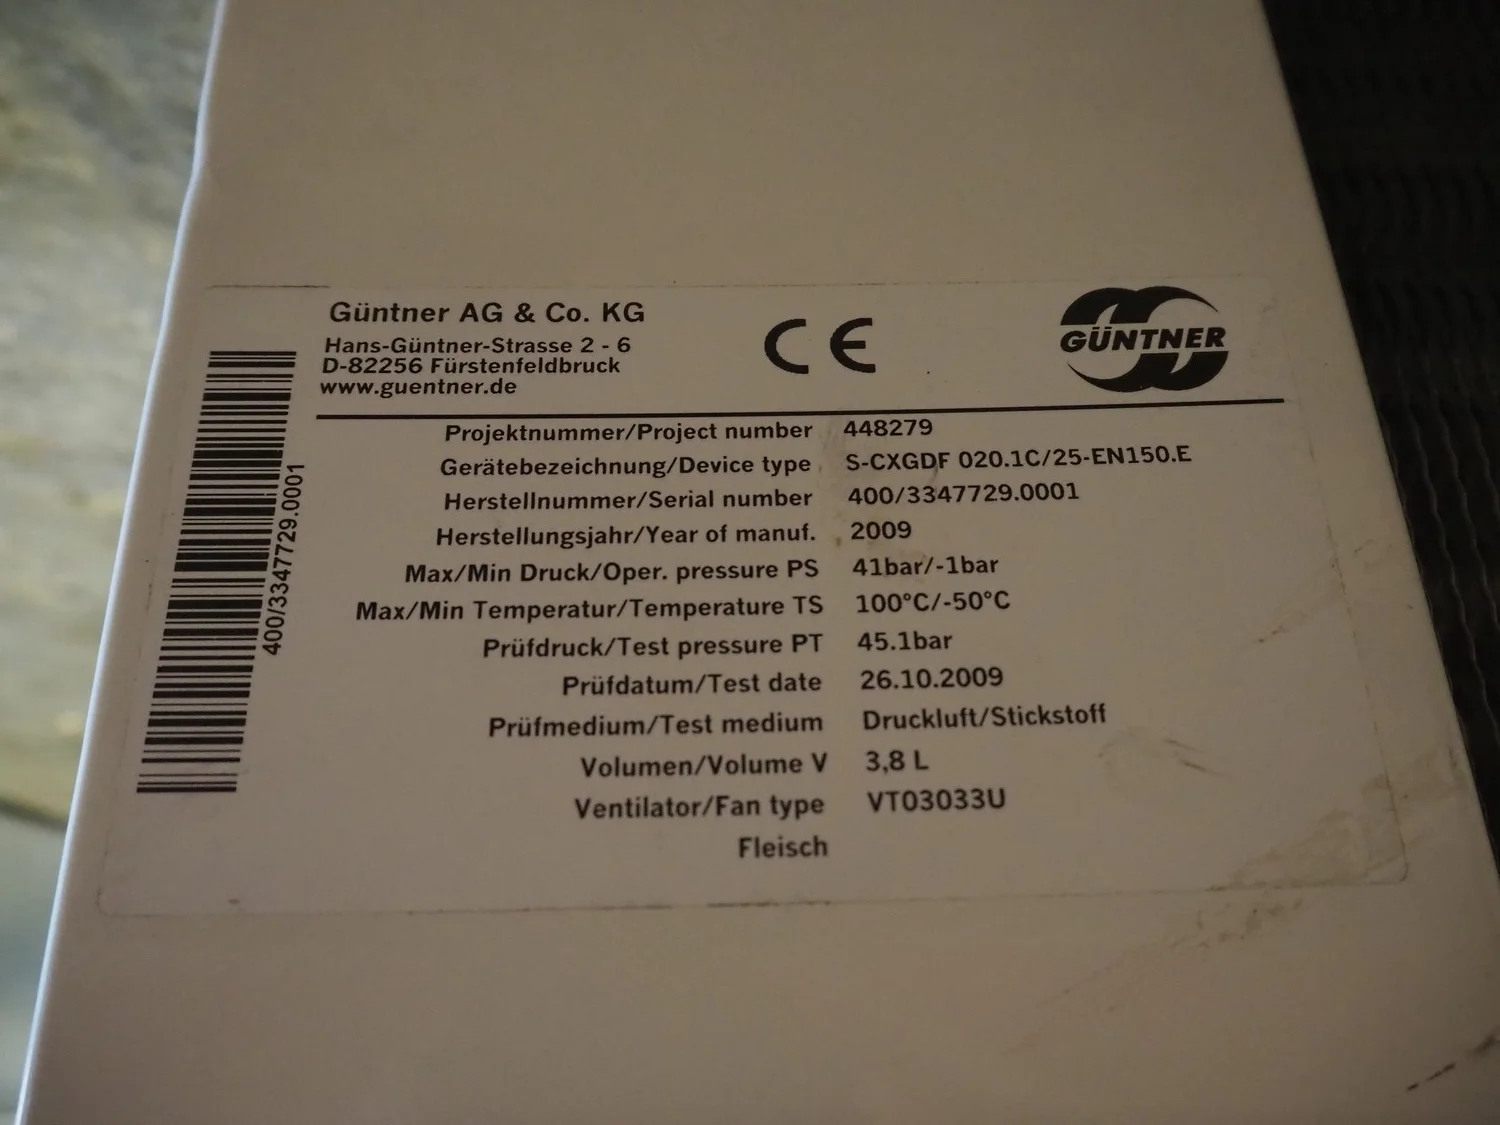 Güntner AG & Co. KG
Hans-Güntner-Strasse 2 - 6
D-82256 Fürstenfeldbruck
www.guentner.de
CE
GÜNTNER
Projektnummer/Project number 448279
Gerätebezeichnung/Device type S-CXGDF 020.1C/25-EN150.E
Herstellnummer/Serial number 400/3347729.0001
Herstellungsjahr/Year of manuf. 2009
Max/Min Druck/Oper. pressure PS 41bar/-1bar
Max/Min Temperatur/Temperature TS 100°C/-50°C
Prüfdruck/Test pressure PT 45.1bar
Prüfdatum/Test date 26.10.2009
Prüfmedium/Test medium Druckluft/Stickstoff
Volumen/Volume V 3,8 L
Ventilator/Fan type VT03033U
Fleisch
400/3347729.0001